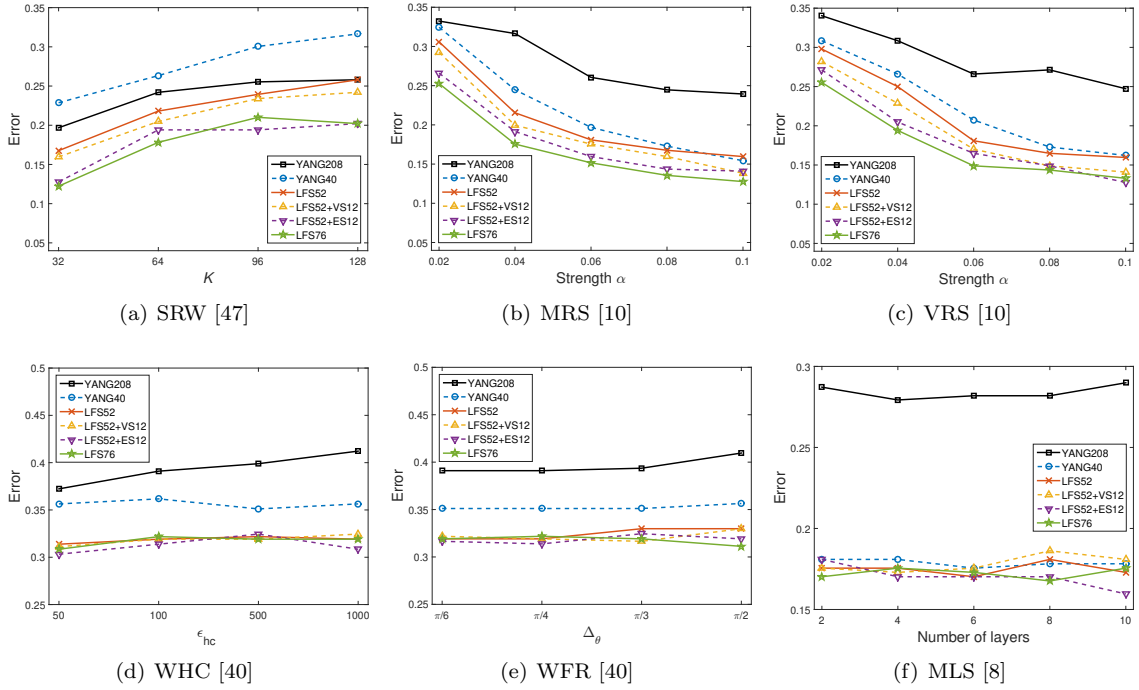 0.35
0.3
0.25
0.2
0.15
0.1
0.05
Error
32 64 96 128
K
YANG208
YANG40
LFS52
LFS52+VS12
LFS52+ES12
LFS76
(a) SRW [47]
0.35
0.3
0.25
0.2
0.15
0.1
0.05
Error
0.02 0.04 0.06 0.08 0.1
Strength α
YANG208
YANG40
LFS52
LFS52+VS12
LFS52+ES12
LFS76
(b) MRS [10]
0.35
0.3
0.25
0.2
0.15
0.1
0.05
Error
0.02 0.04 0.06 0.08 0.1
Strength α
YANG208
YANG40
LFS52
LFS52+VS12
LFS52+ES12
LFS76
(c) VRS [10]
0.5
0.45
0.4
0.35
0.3
0.25
Error
50 100 500 1000
ϵhc
YANG208
YANG40
LFS52
LFS52+VS12
LFS52+ES12
LFS76
(d) WHC [40]
0.5
0.45
0.4
0.35
0.3
0.25
Error
π/6 π/4 π/3 π/2
Δθ
YANG208
YANG40
LFS52
LFS52+VS12
LFS52+ES12
LFS76
(e) WFR [40]
0.3
0.25
0.2
0.15
Error
2 4 6 8 10
Number of layers
YANG208
YANG40
LFS52
LFS52+VS12
LFS52+ES12
LFS76
(f) MLS [8]